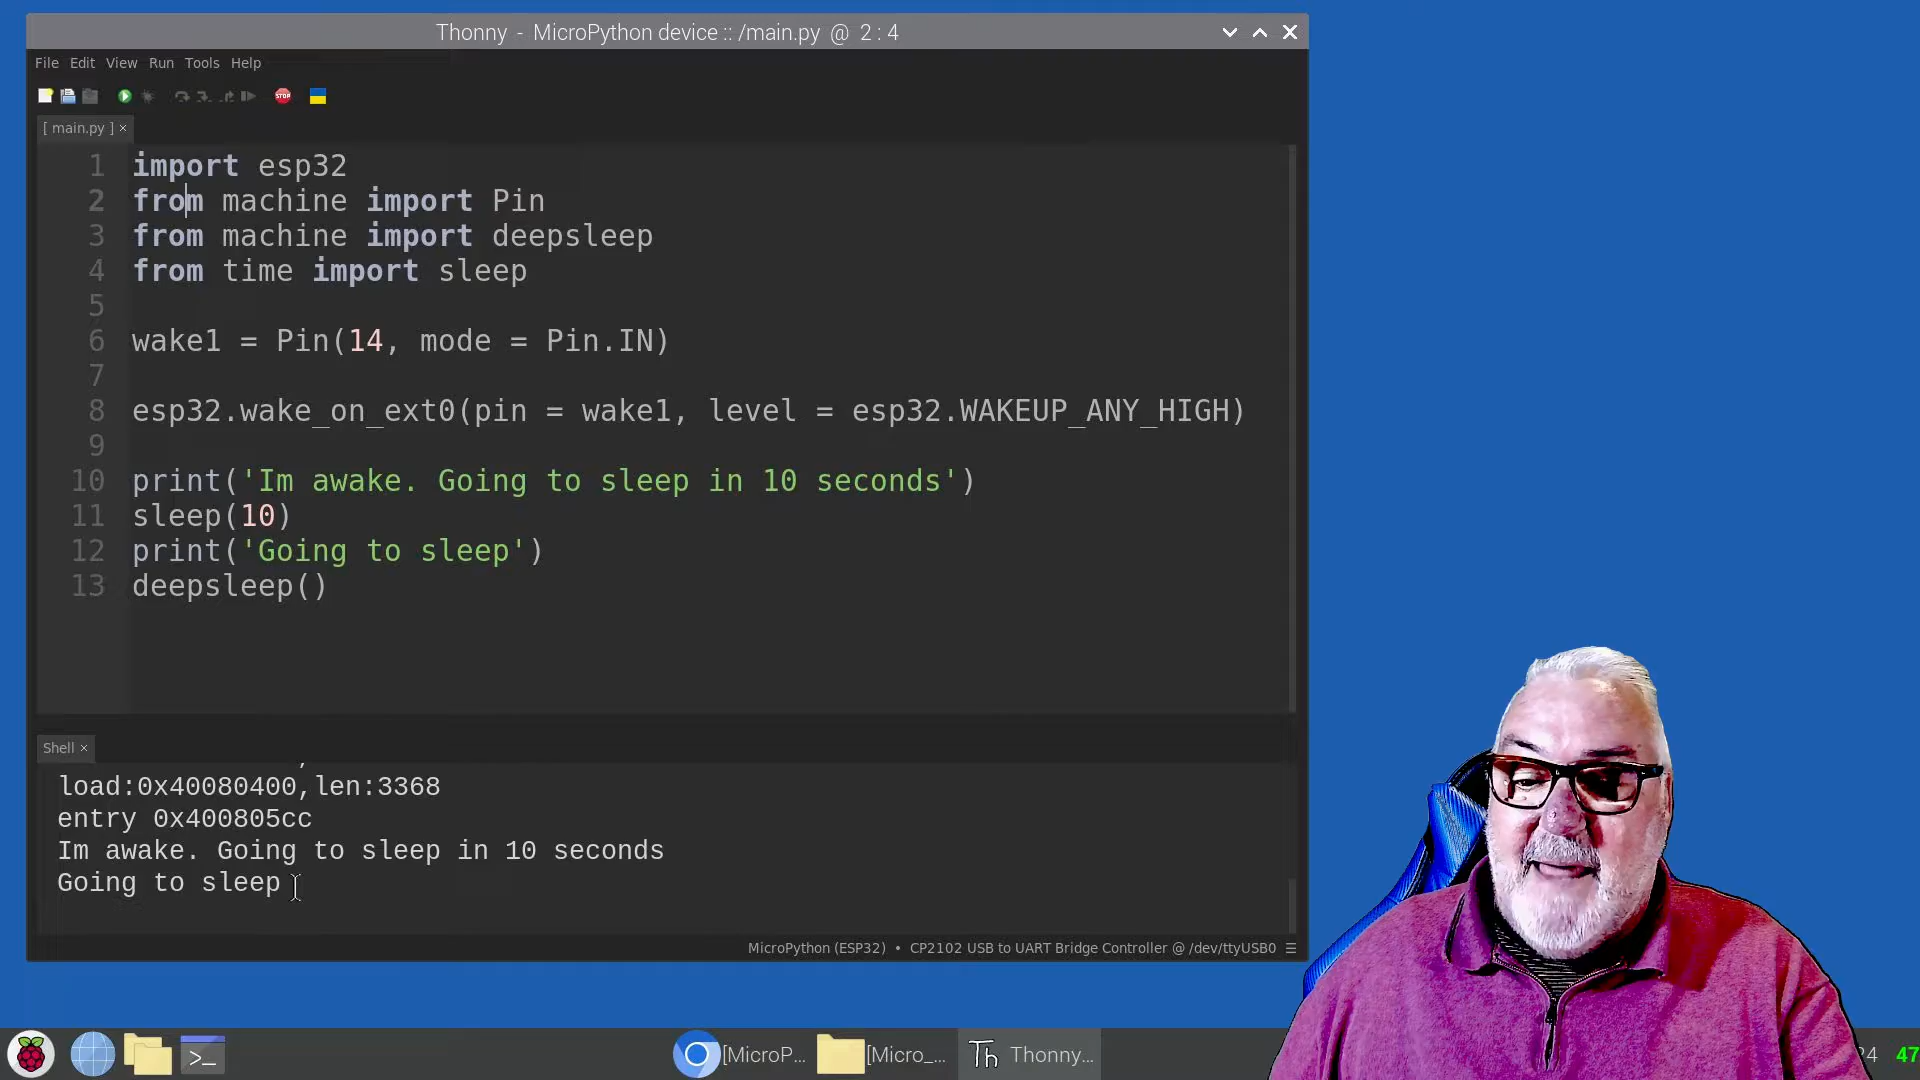 Thonny - MicroPython device :: /main.py @ 2 : 4
File Edit View Run Tools Help
[ main.py ] ×
1 import esp32
2 from machine import Pin
3 from machine import deepsleep
4 from time import sleep
5
6 wake1 = Pin(14, mode = Pin.IN)
7
8 esp32.wake_on_ext0(pin = wake1, level = esp32.WAKEUP_ANY_HIGH)
9
10 print('Im awake. Going to sleep in 10 seconds')
11 sleep(10)
12 print('Going to sleep')
13 deepsleep()
Shell ×
load:0x40080400,len:3368
entry 0x400805cc
Im awake. Going to sleep in 10 seconds
Going to sleep
MicroPython (ESP32) • CP2102 USB to UART Bridge Controller @ /dev/ttyUSB0 ☰
>_ [MicroP... [Micro_... Th Thonny... 24 47